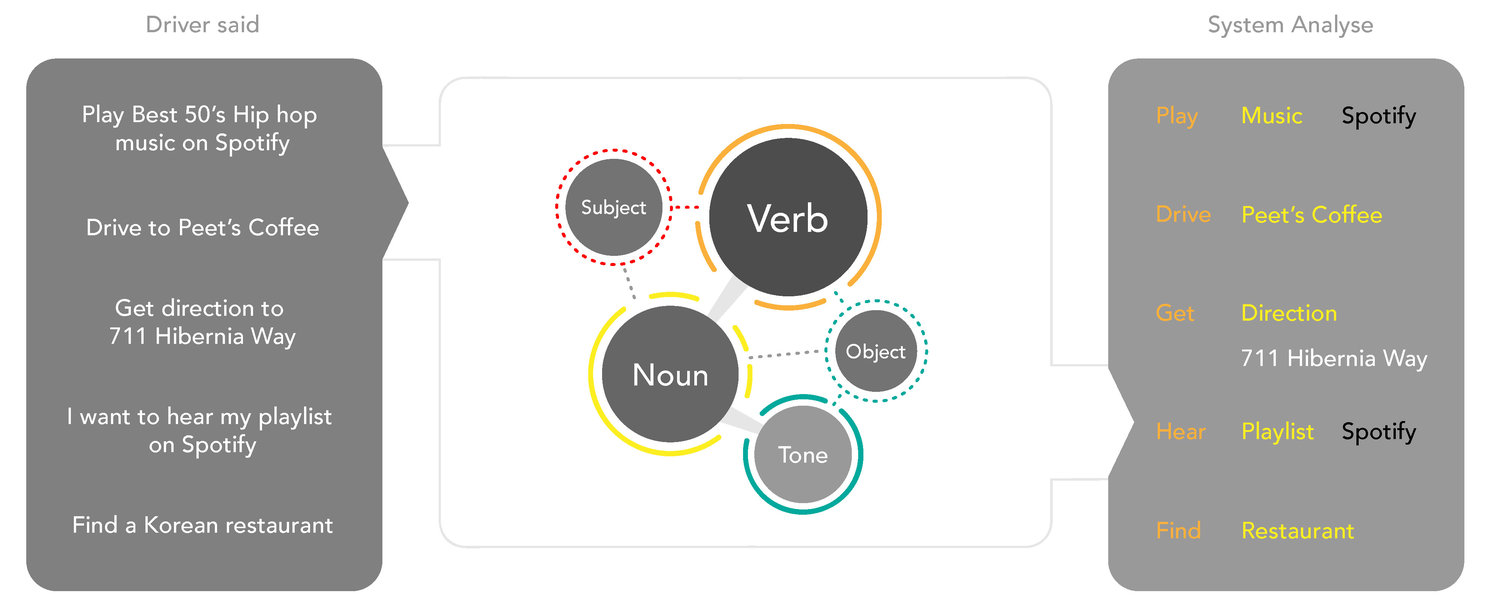 Driver said
Play Best 50's Hip hop
music on Spotify
Drive to Peet's Coffee
Get direction to
711 Hibernia Way
I want to hear my playlist
on Spotify
Find a Korean restaurant
Subject
Verb
Noun
Object
Tone
System Analyse
Play Music Spotify
Drive Peet's Coffee
Get Direction
711 Hibernia Way
Hear Playlist Spotify
Find Restaurant